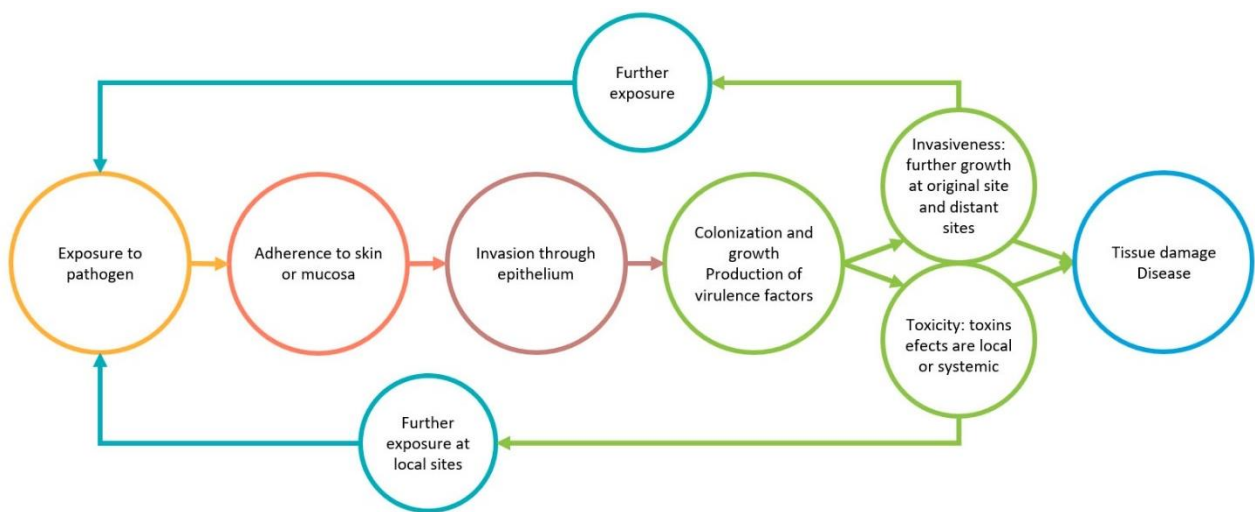 Further
exposure
Exposure to
pathogen
Adherence to skin
or mucosa
Invasion through
epithelium
Colonization and
growth
Production of
virulence factors
Invasiveness:
further growth
at original site
and distant
sites
Toxicity: toxins
efects are local
or systemic
Tissue damage
Disease
Further
exposure at
local sites